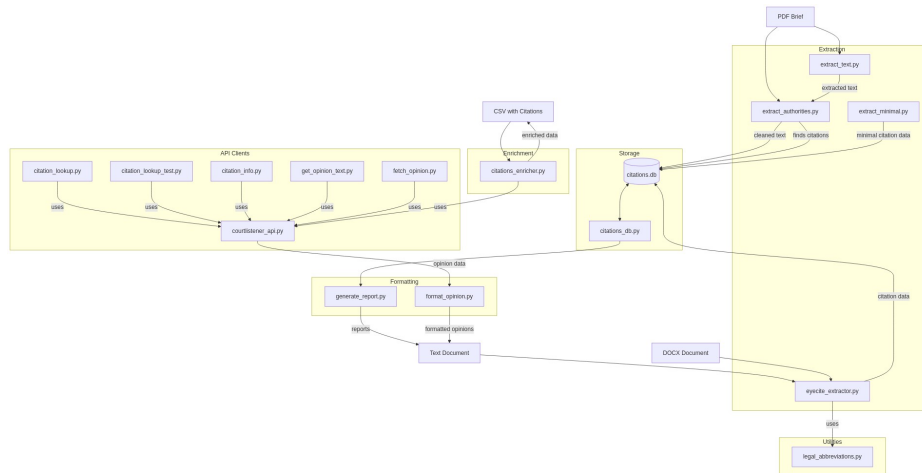 PDF Brief
Extraction
extract_text.py
extracted text
CSV with Citations
extract_authorities.py
extract_minimal.py
enriched data
cleaned text
finds citations
minimal citation data
API Clients
Enrichment
Storage
citation_lookup.py
citation_lookup_test.py
citation_info.py
get_opinion_text.py
fetch_opinion.py
citations_enricher.py
citations.db
uses
uses
uses
uses
uses
uses
courtlistener_api.py
citations_db.py
opinion data
Formatting
generate_report.py
format_opinion.py
citation data
reports
formatted opinions
Text Document
DOCX Document
eyecite_extractor.py
uses
Utilities
legal_abbreviations.py